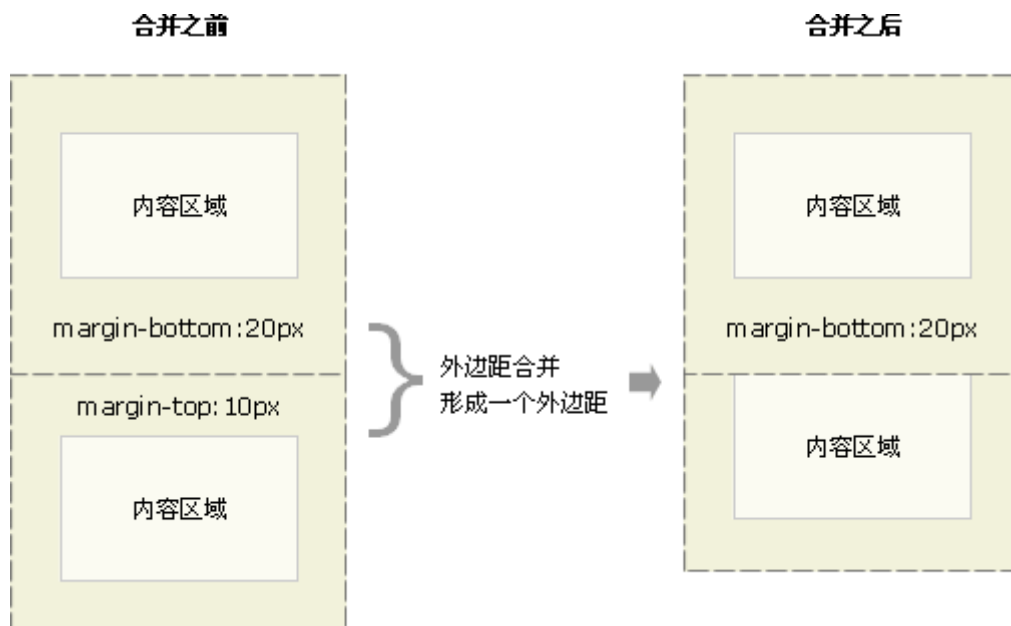 合并之前
内容区域
margin-bottom:20px
margin-top:10px
内容区域
外边距合并
形成一个外边距
合并之后
内容区域
margin-bottom:20px
内容区域